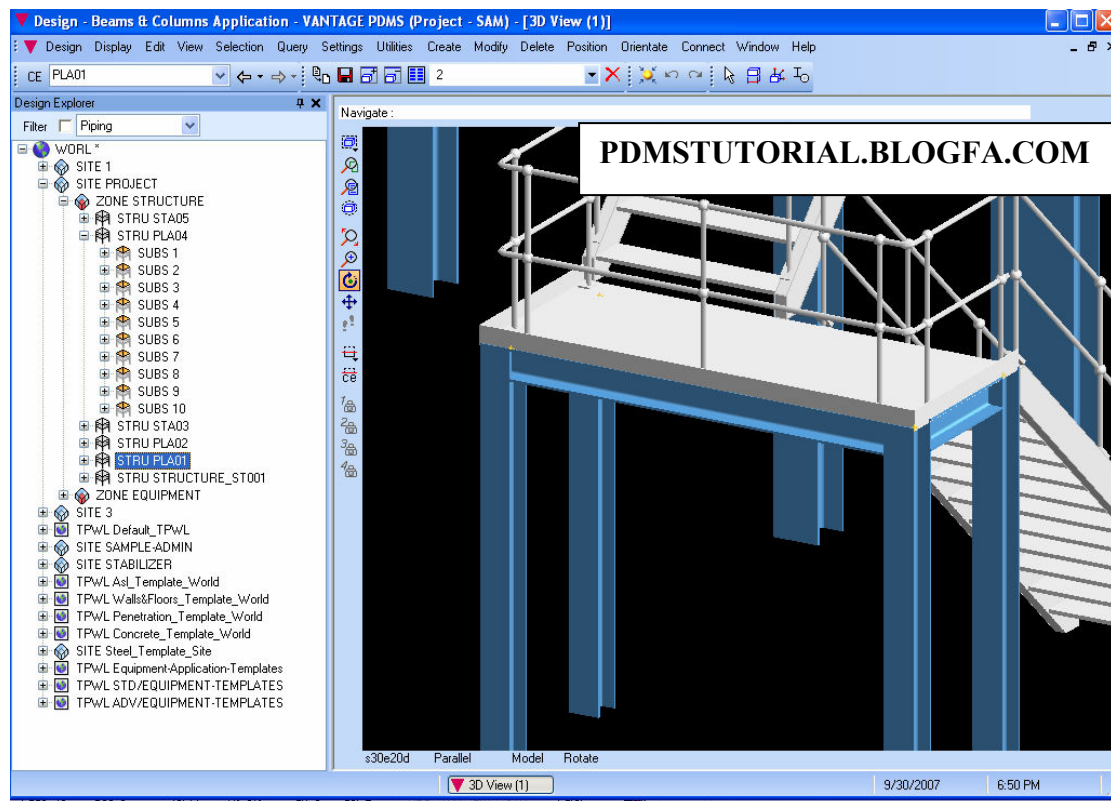 Design - Beams & Columns Application - VANTAGE PDMS (Project - SAM) - [3D View (1)]
Design Display Edit View Selection Query Settings Utilities Create Modify Delete Position Orientate Connect Window Help
CE PLA01 2
Design Explorer
Filter Piping
WORL *
SITE 1
SITE PROJECT
ZONE STRUCTURE
STRU STA05
STRU PLA04
SUBS 1
SUBS 2
SUBS 3
SUBS 4
SUBS 5
SUBS 6
SUBS 7
SUBS 8
SUBS 9
SUBS 10
STRU STA03
STRU PLA02
STRU PLA01
STRU STRUCTURE_ST001
ZONE EQUIPMENT
SITE 3
TPWL Default_TPWL
SITE SAMPLE-ADMIN
SITE STABILIZER
TPWL Asl_Template_World
TPWL Walls&Floors_Template_World
TPWL Penetration_Template_World
TPWL Concrete_Template_World
SITE Steel_Template_Site
TPWL Equipment-Application-Templates
TPWL STD/EQUIPMENT-TEMPLATES
TPWL ADV/EQUIPMENT-TEMPLATES
Navigate :
PDMSTUTORIAL.BLOGFA.COM
ce
1
2
3
4
s30e20d Parallel Model Rotate
3D View (1) 9/30/2007 6:50 PM